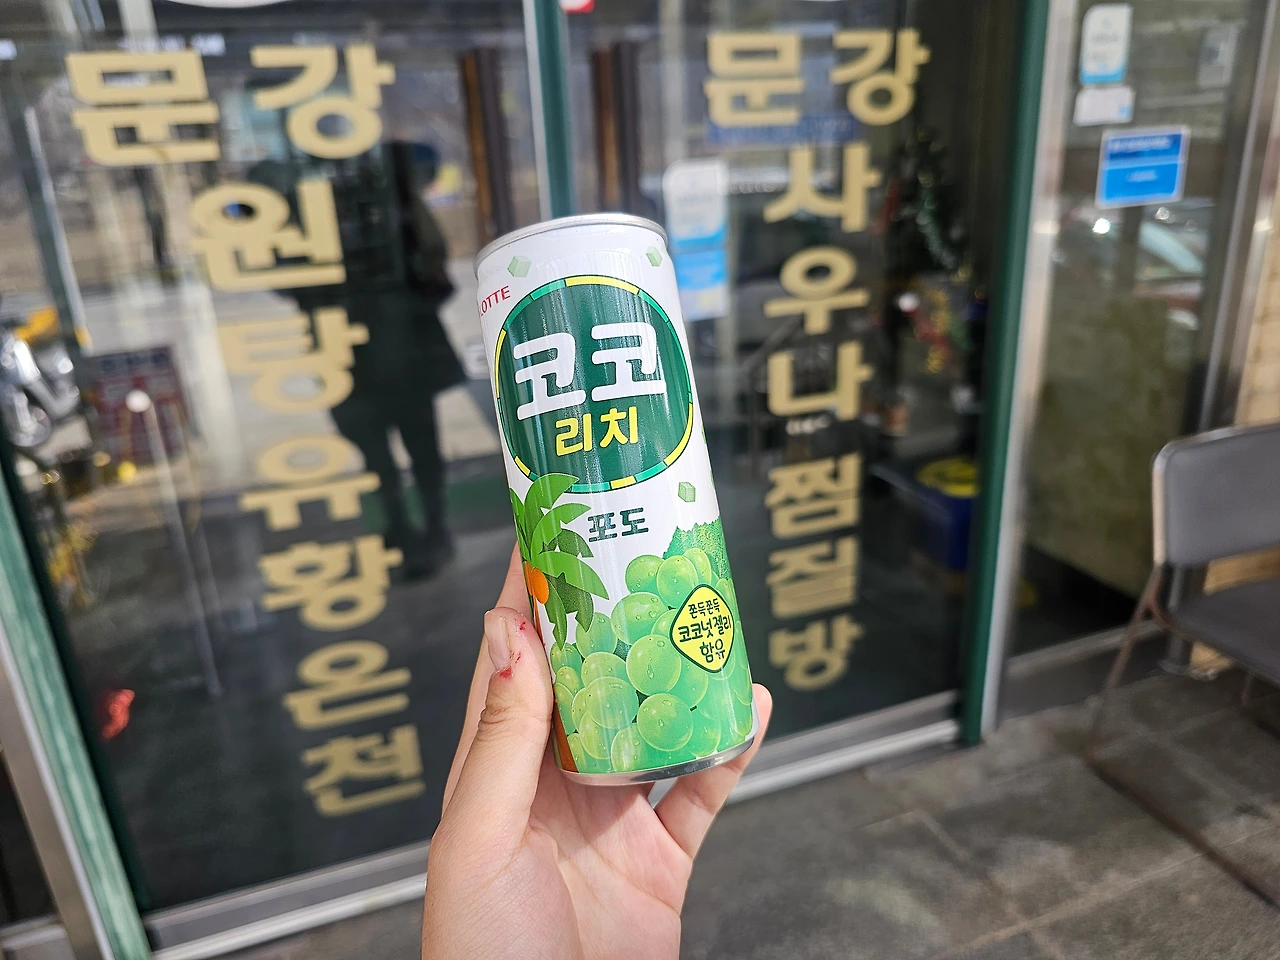 강문
원탕유황온천
강문
사우나찜질방
LOTTE
코코
리치
포도
쫀득쫀득
코코넛젤리
함유